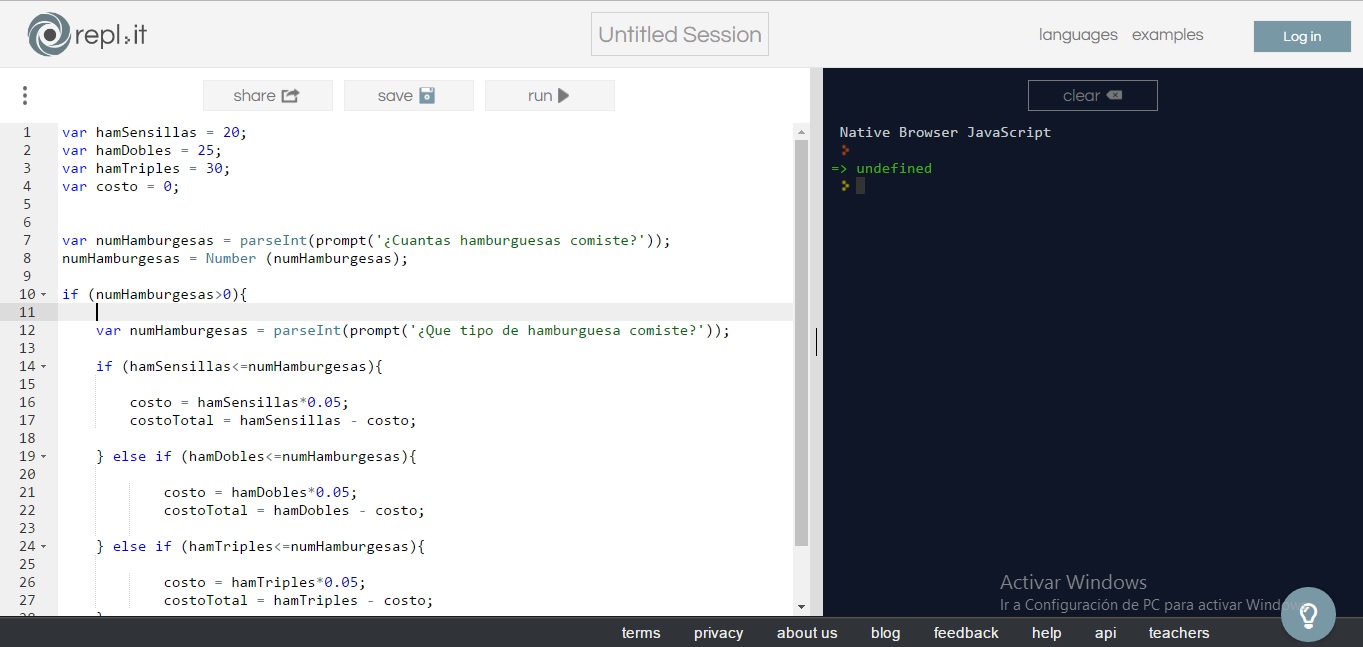 repl.it
Untitled Session
languages examples Log in
share save run clear
1 var hamSensillas = 20;
2 var hamDobles = 25;
3 var hamTriples = 30;
4 var costo = 0;
5
6
7 var numHamburgesas = parseInt(prompt('¿Cuantas hamburguesas comiste?'));
8 numHamburgesas = Number (numHamburgesas);
9
10 if (numHamburgesas>0){
11
12 var numHamburgesas = parseInt(prompt('¿Que tipo de hamburguesa comiste?'));
13
14 if (hamSensillas<=numHamburgesas){
15
16 costo = hamSensillas*0.05;
17 costoTotal = hamSensillas - costo;
18
19 } else if (hamDobles<=numHamburgesas){
20
21 costo = hamDobles*0.05;
22 costoTotal = hamDobles - costo;
23
24 } else if (hamTriples<=numHamburgesas){
25
26 costo = hamTriples*0.05;
27 costoTotal = hamTriples - costo;
Native Browser JavaScript
=> undefined
Activar Windows
Ir a Configuración de PC para activar Windows
terms privacy about us blog feedback help api teachers